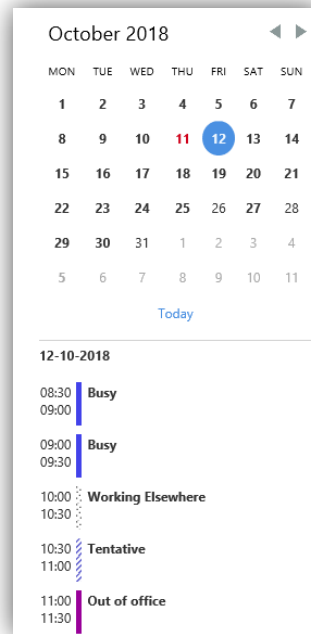 October 2018
MON TUE WED THU FRI SAT SUN
1 2 3 4 5 6 7
8 9 10 11 12 13 14
15 16 17 18 19 20 21
22 23 24 25 26 27 28
29 30 31 1 2 3 4
5 6 7 8 9 10 11
Today
12-10-2018
08:30 Busy
09:00
09:00 Busy
09:30
10:00 Working Elsewhere
10:30
10:30 Tentative
11:00
11:00 Out of office
11:30